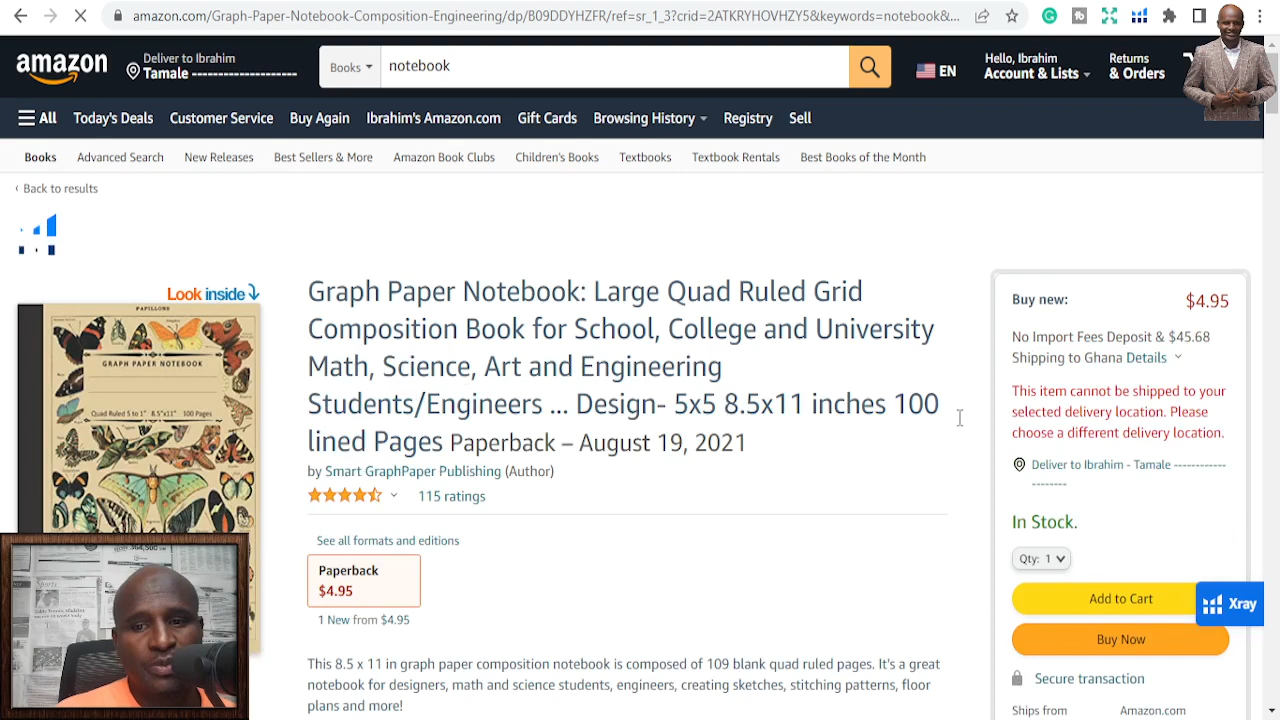 amazon.com/Graph-Paper-Notebook-Composition-Engineering/dp/B09DDYHZFR/ref=sr_1_3?crid=2ATKRYHOVHZY5&keywords=notebook&...
amazon
Deliver to Ibrahim
Tamale ------------------
Books
notebook
EN
Hello, Ibrahim
Account & Lists
Returns
& Orders
All
Today's Deals
Customer Service
Buy Again
Ibrahim's Amazon.com
Gift Cards
Browsing History
Registry
Sell
Books
Advanced Search
New Releases
Best Sellers & More
Amazon Book Clubs
Children's Books
Textbooks
Textbook Rentals
Best Books of the Month
‹ Back to results
Look inside
PAPILLONS
GRAPH PAPER NOTEBOOK
Quad Ruled 5 to 1" 8.5"x11" 100 Pages
Graph Paper Notebook: Large Quad Ruled Grid
Composition Book for School, College and University
Math, Science, Art and Engineering
Students/Engineers ... Design- 5x5 8.5x11 inches 100
lined Pages Paperback – August 19, 2021
by Smart GraphPaper Publishing (Author)
115 ratings
See all formats and editions
Paperback
$4.95
1 New from $4.95
This 8.5 x 11 in graph paper composition notebook is composed of 109 blank quad ruled pages. It's a great
notebook for designers, math and science students, engineers, creating sketches, stitching patterns, floor
plans and more!
Buy new:
$4.95
No Import Fees Deposit & $45.68
Shipping to Ghana Details
This item cannot be shipped to your
selected delivery location. Please
choose a different delivery location.
Deliver to Ibrahim - Tamale ------------
--------
In Stock.
Qty: 1
Add to Cart
Xray
Buy Now
Secure transaction
Ships from
Amazon.com